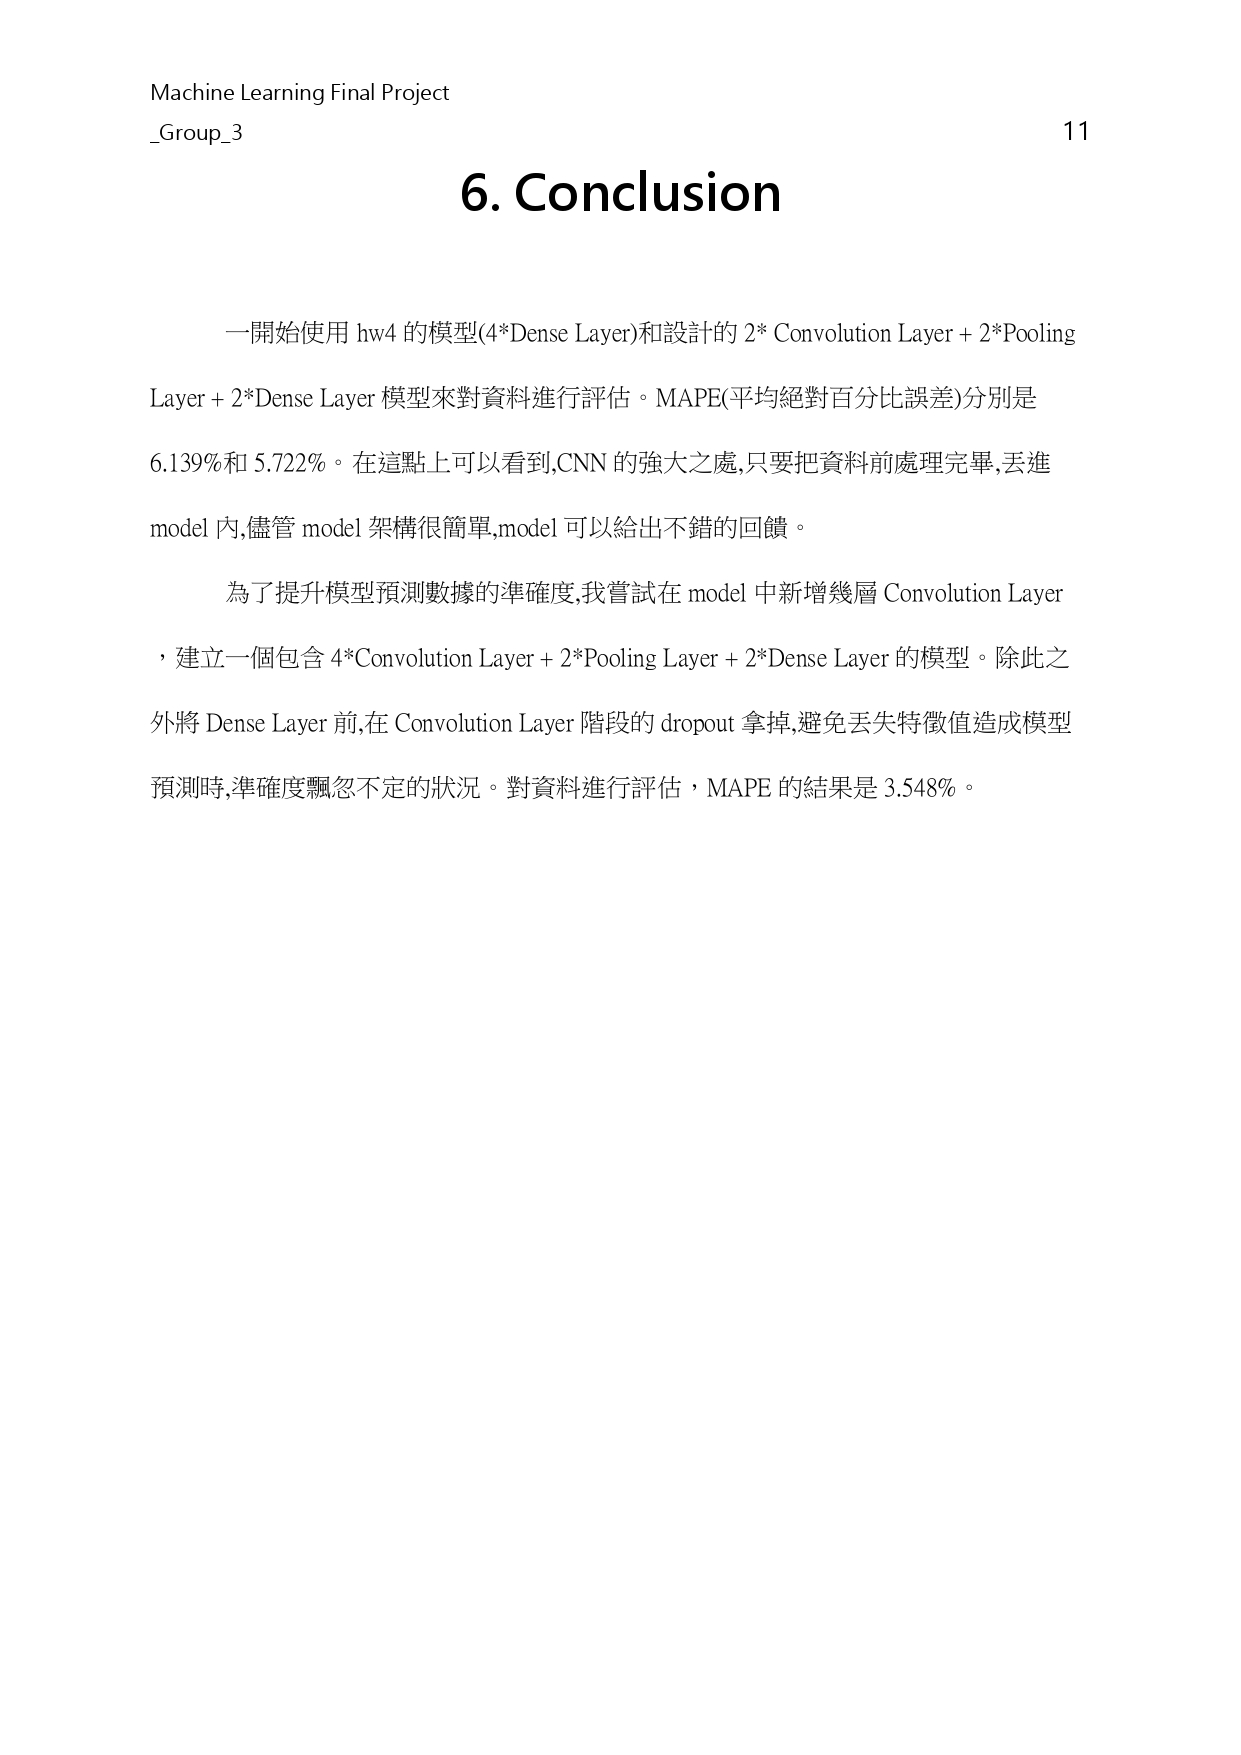 Machine Learning Final Project
_Group_3
11
6. Conclusion
一開始使用 hw4 的模型(4*Dense Layer)和設計的 2* Convolution Layer + 2*Pooling
Layer + 2*Dense Layer 模型來對資料進行評估。MAPE(平均絕對百分比誤差)分別是
6.139%和 5.722%。在這點上可以看到,CNN 的強大之處,只要把資料前處理完畢,丟進
model 內,儘管 model 架構很簡單,model 可以給出不錯的回饋。
為了提升模型預測數據的準確度,我嘗試在 model 中新增幾層 Convolution Layer
，建立一個包含 4*Convolution Layer + 2*Pooling Layer + 2*Dense Layer 的模型。除此之
外將 Dense Layer 前,在 Convolution Layer 階段的 dropout 拿掉,避免丟失特徵值造成模型
預測時,準確度飄忽不定的狀況。對資料進行評估，MAPE 的結果是 3.548%。